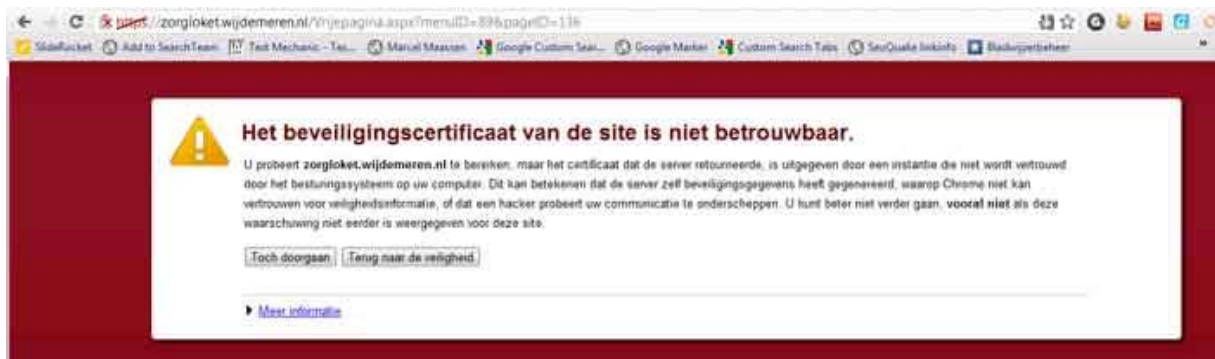 https://zorgloket.wijdemeren.nl/Vrijepagina.aspx?menuID=89&pageID=136
SlideRocket Add to SearchTeam Text Mechanic - Tex... Marcel Maassen Google Custom Sear... Google Marker Custom Search Tabs SeoQuake linkinfo Bladwijzerbeheer »
Het beveiligingscertificaat van de site is niet betrouwbaar.
U probeert zorgloket.wijdemeren.nl te bereiken, maar het certificaat dat de server retourneerde, is uitgegeven door een instantie die niet wordt vertrouwd
door het besturingssysteem op uw computer. Dit kan betekenen dat de server zelf beveiligingsgegevens heeft gegenereerd, waarop Chrome niet kan
vertrouwen voor veiligheidsinformatie, of dat een hacker probeert uw communicatie te onderscheppen. U kunt beter niet verder gaan, vooral niet als deze
waarschuwing niet eerder is weergegeven voor deze site.
Toch doorgaan Terug naar de veiligheid
Meer informatie